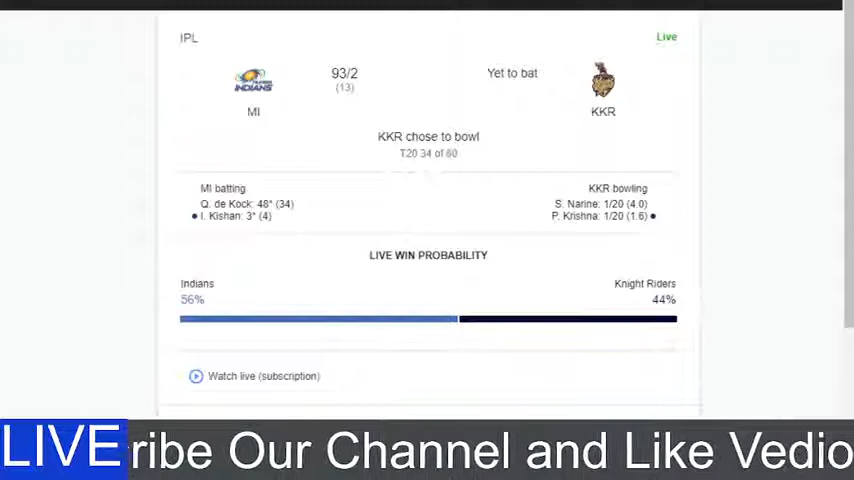 IPL
Live
INDIANS
93/2
(13)
Yet to bat
MI
KKR
KKR chose to bowl
T20 34 of 60
MI batting
KKR bowling
Q. de Kock: 48* (34)
S. Narine: 1/20 (4.0)
I. Kishan: 3* (4)
P. Krishna: 1/20 (1.6)
LIVE WIN PROBABILITY
Indians
Knight Riders
56%
44%
Watch live (subscription)
LIVE
ribe Our Channel and Like Vedio